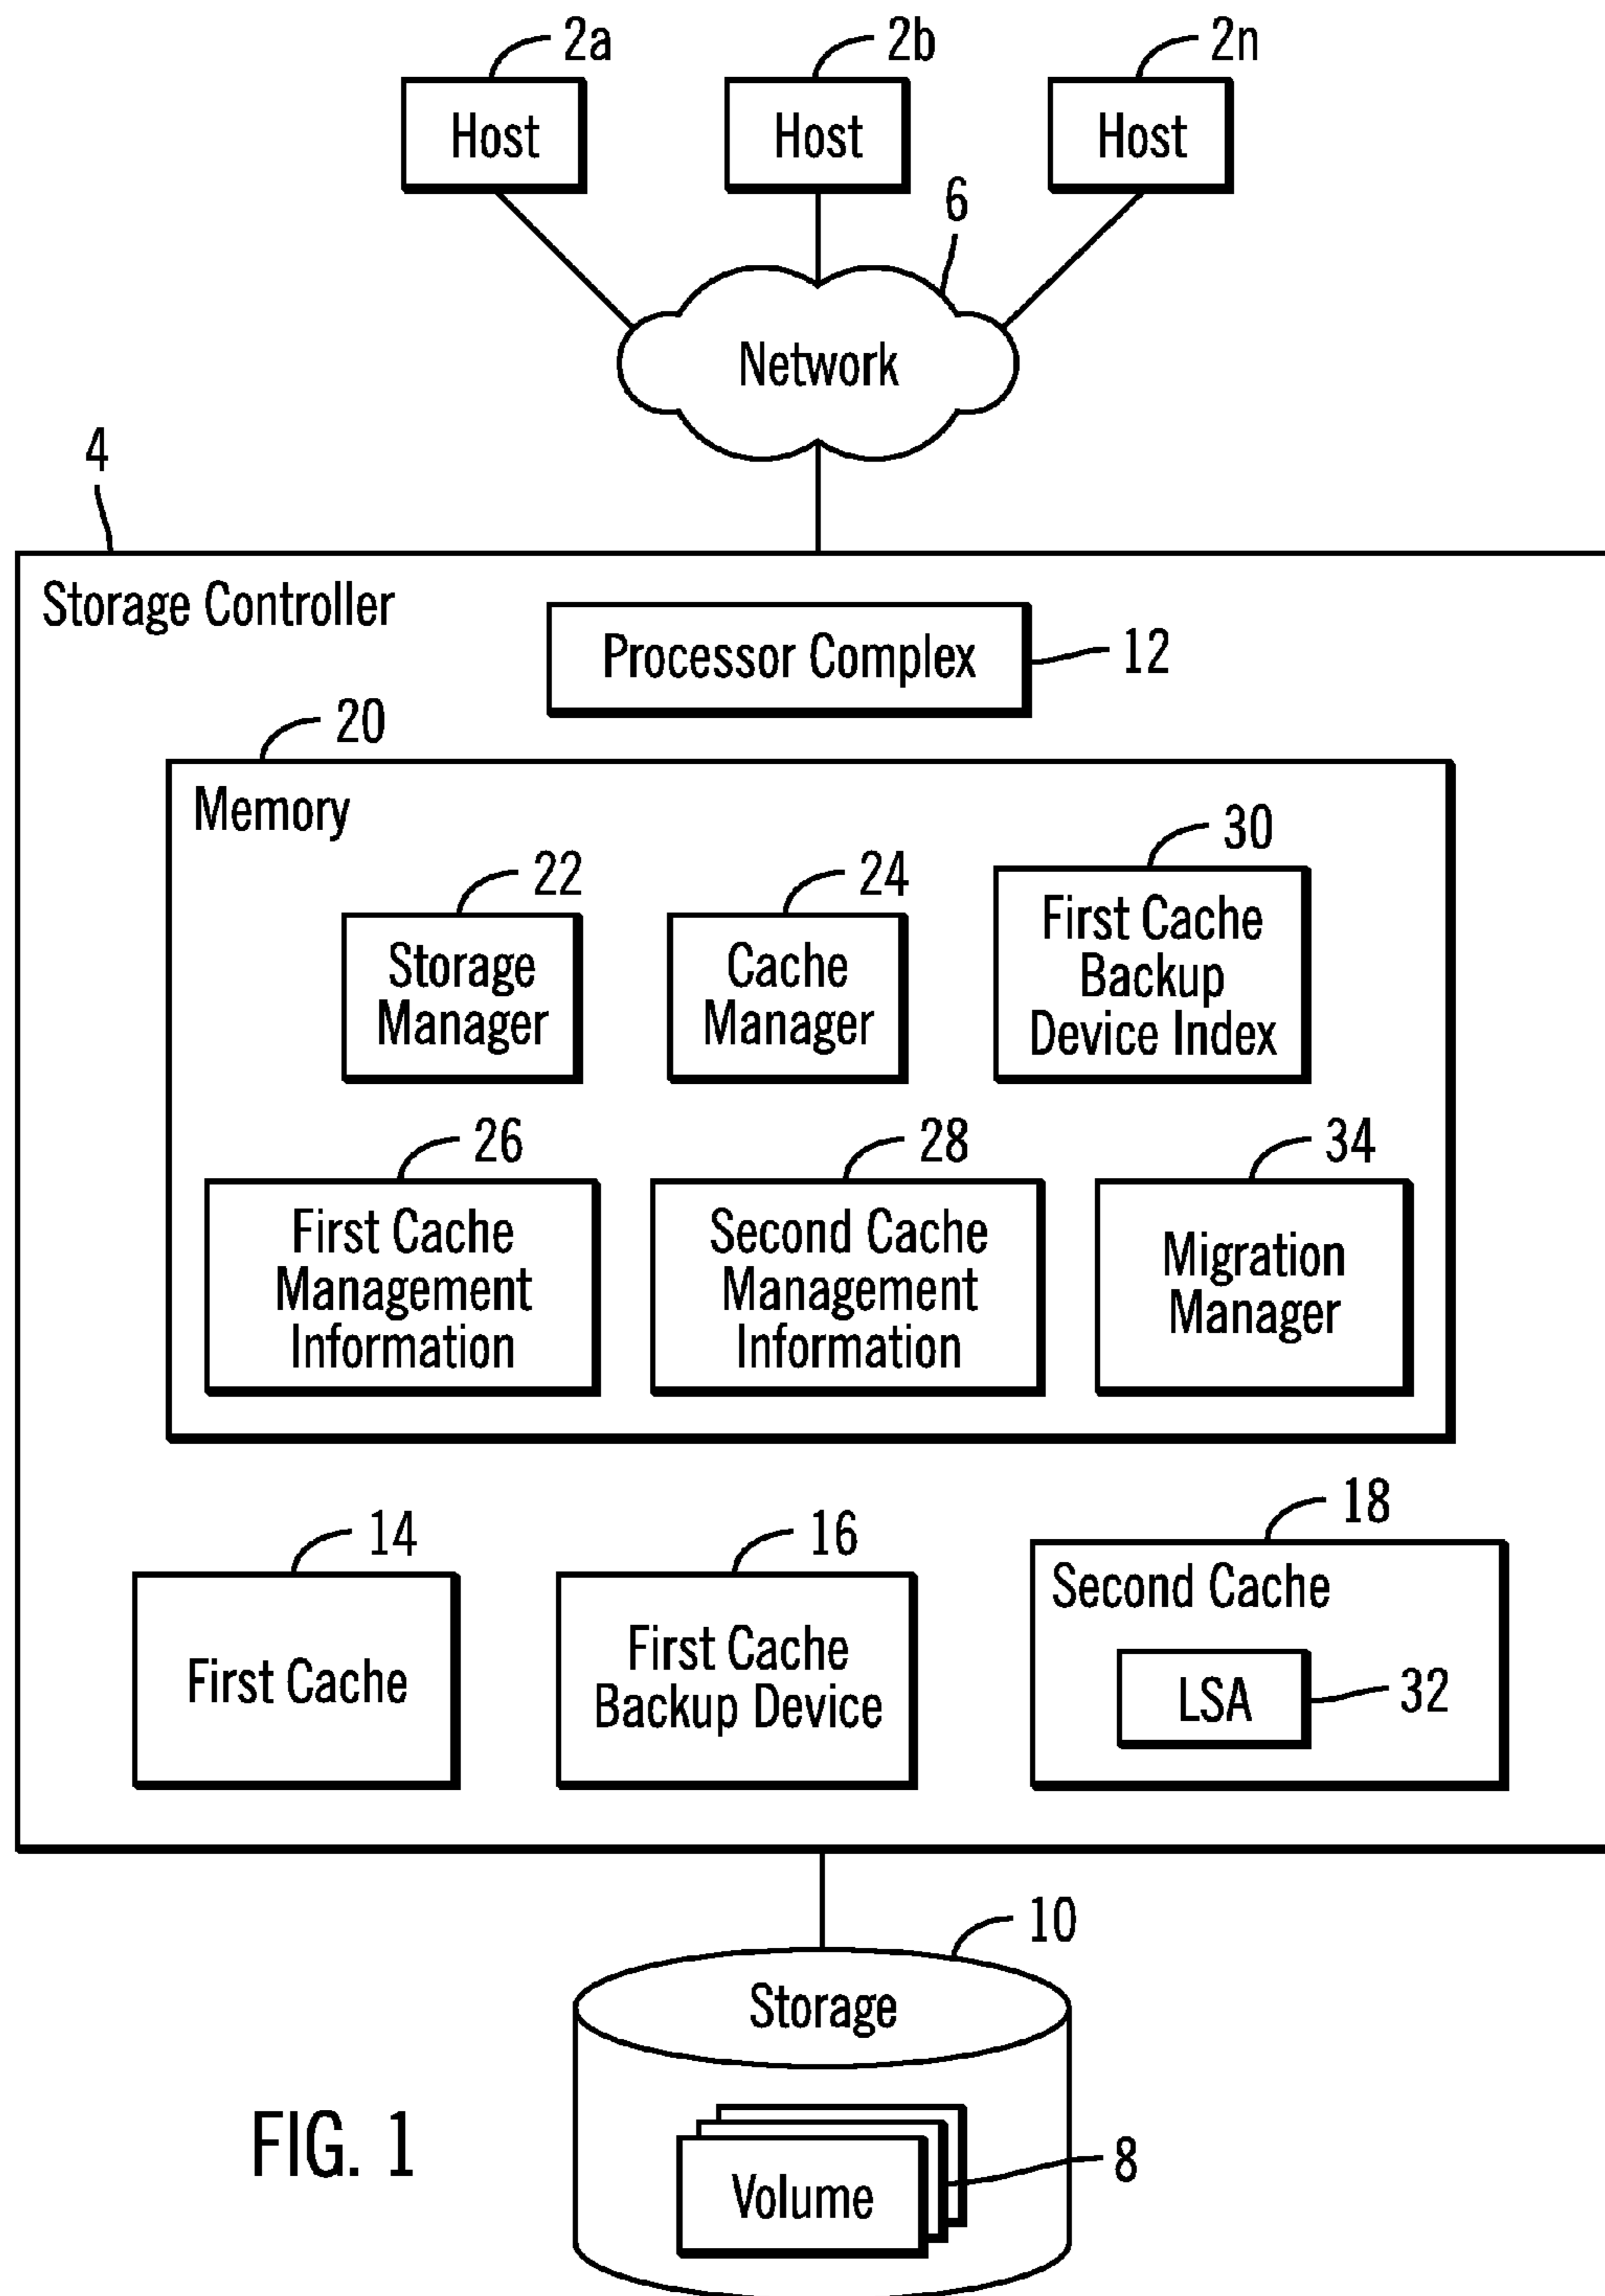 2a
2b
2n
Host
Host
Host
6
Network
4
Storage Controller
Processor Complex
12
20
Memory
22
24
30
Storage
Manager
Cache
Manager
First Cache
Backup
Device Index
26
28
34
First Cache
Management
Information
Second Cache
Management
Information
Migration
Manager
14
16
18
First Cache
First Cache
Backup Device
Second Cache
LSA
32
10
Storage
Volume
8
FIG. 1